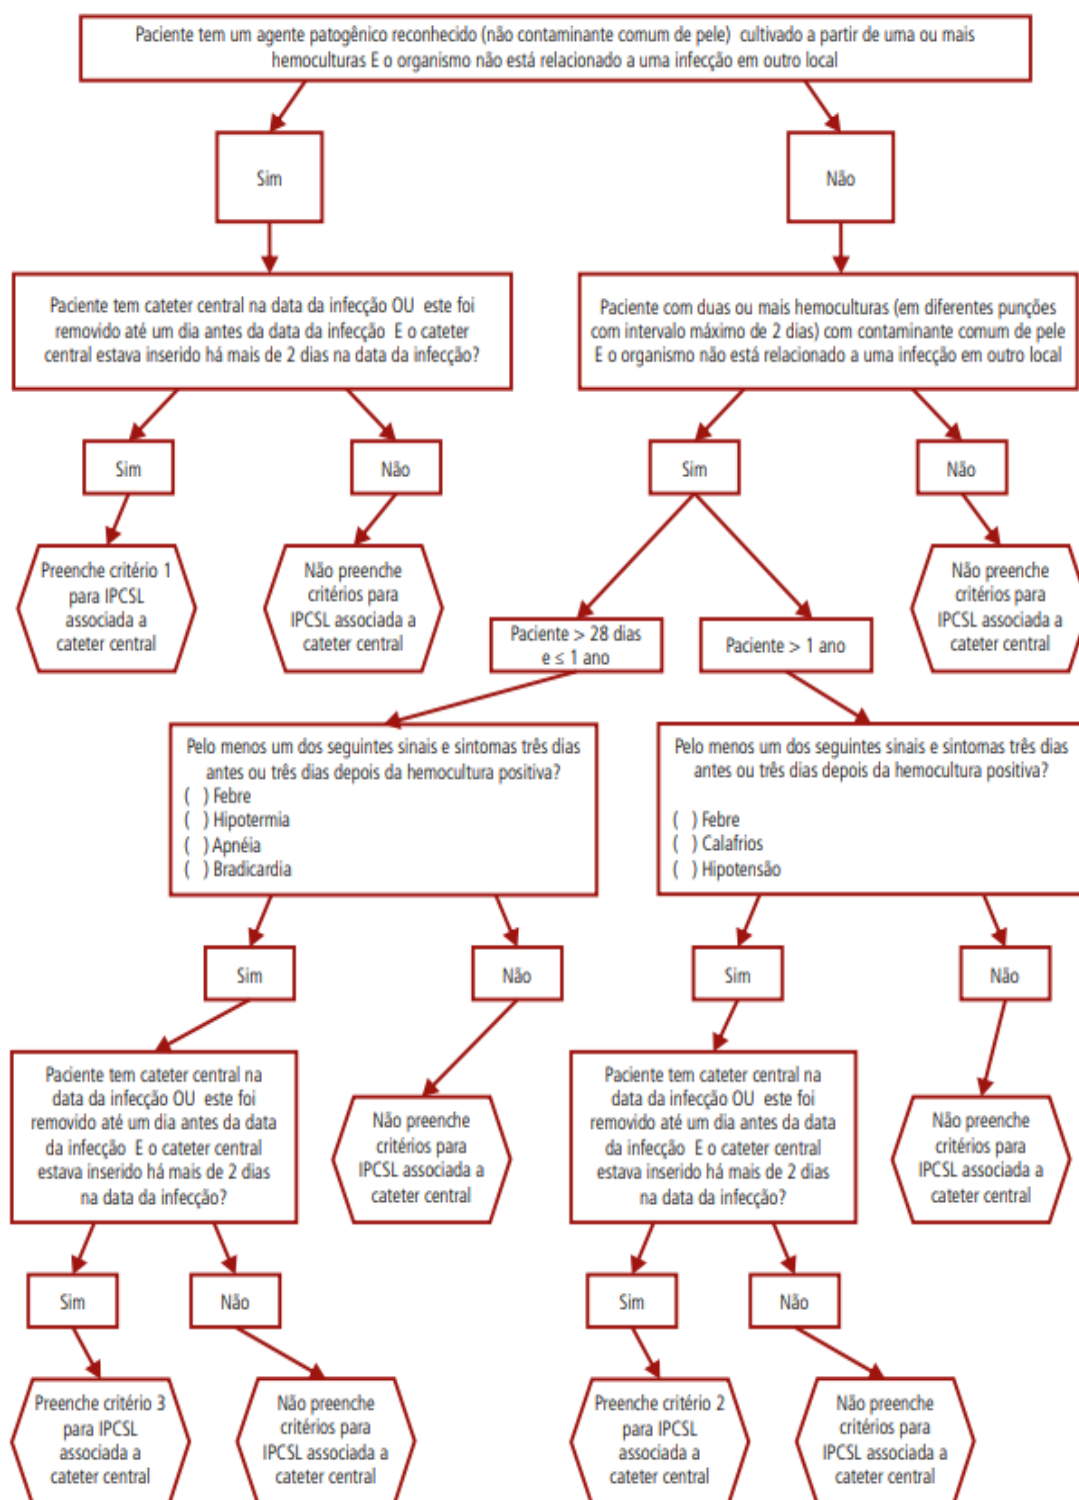 Paciente tem um agente patogênico reconhecido (não contaminante comum de pele) cultivado a partir de uma ou mais
hemoculturas E o organismo não está relacionado a uma infecção em outro local
Sim
Não
Paciente tem cateter central na data da infecção OU este foi
removido até um dia antes da data da infecção E o cateter
central estava inserido há mais de 2 dias na data da infecção?
Paciente com duas ou mais hemoculturas (em diferentes punções
com intervalo máximo de 2 dias) com contaminante comum de pele
E o organismo não está relacionado a uma infecção em outro local
Sim
Não
Sim
Não
Preenche critério 1
para IPCSL
associada a
cateter central
Não preenche
critérios para
IPCSL associada a
cateter central
Não preenche
critérios para
IPCSL associada a
cateter central
Paciente > 28 dias
e ≤ 1 ano
Paciente > 1 ano
Pelo menos um dos seguintes sinais e sintomas três dias
antes ou três dias depois da hemocultura positiva?
( ) Febre
( ) Hipotermia
( ) Apnéia
( ) Bradicardia
Pelo menos um dos seguintes sinais e sintomas três dias
antes ou três dias depois da hemocultura positiva?
( ) Febre
( ) Calafrios
( ) Hipotensão
Sim
Não
Sim
Não
Paciente tem cateter central na
data da infecção OU este foi
removido até um dia antes da data
da infecção E o cateter central
estava inserido há mais de 2 dias
na data da infecção?
Não preenche
critérios para
IPCSL associada a
cateter central
Paciente tem cateter central na
data da infecção OU este foi
removido até um dia antes da data
da infecção E o cateter central
estava inserido há mais de 2 dias
na data da infecção?
Não preenche
critérios para
IPCSL associada a
cateter central
Sim
Não
Sim
Não
Preenche critério 3
para IPCSL
associada a
cateter central
Não preenche
critérios para
IPCSL associada a
cateter central
Preenche critério 2
para IPCSL
associada a
cateter central
Não preenche
critérios para
IPCSL associada a
cateter central